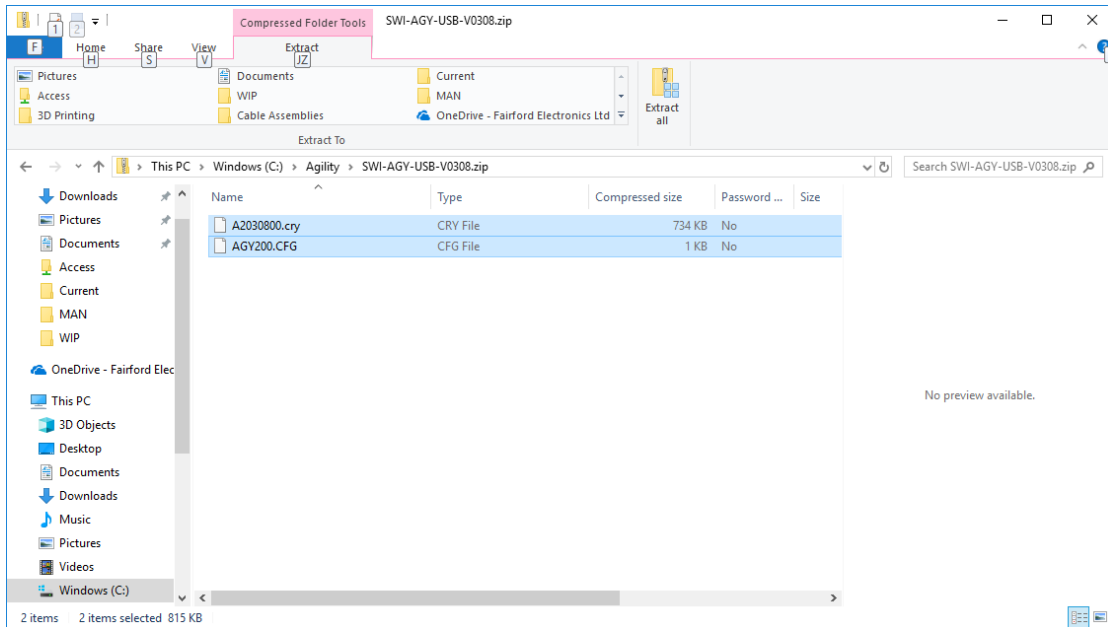 1 2 Compressed Folder Tools SWI-AGY-USB-V0308.zip
F Home Share View Extract
H S V JZ
Pictures Documents Current
Access WIP MAN
3D Printing Cable Assemblies OneDrive - Fairford Electronics Ltd
Extract all
Extract To
This PC > Windows (C:) > Agility > SWI-AGY-USB-V0308.zip Search SWI-AGY-USB-V0308.zip
Downloads
Pictures
Documents
Access
Current
MAN
WIP
OneDrive - Fairford Elec
This PC
3D Objects
Desktop
Documents
Downloads
Music
Pictures
Videos
Windows (C:)
Name Type Compressed size Password ... Size
A2030800.cry CRY File 734 KB No
AGY200.CFG CFG File 1 KB No
No preview available.
2 items 2 items selected 815 KB